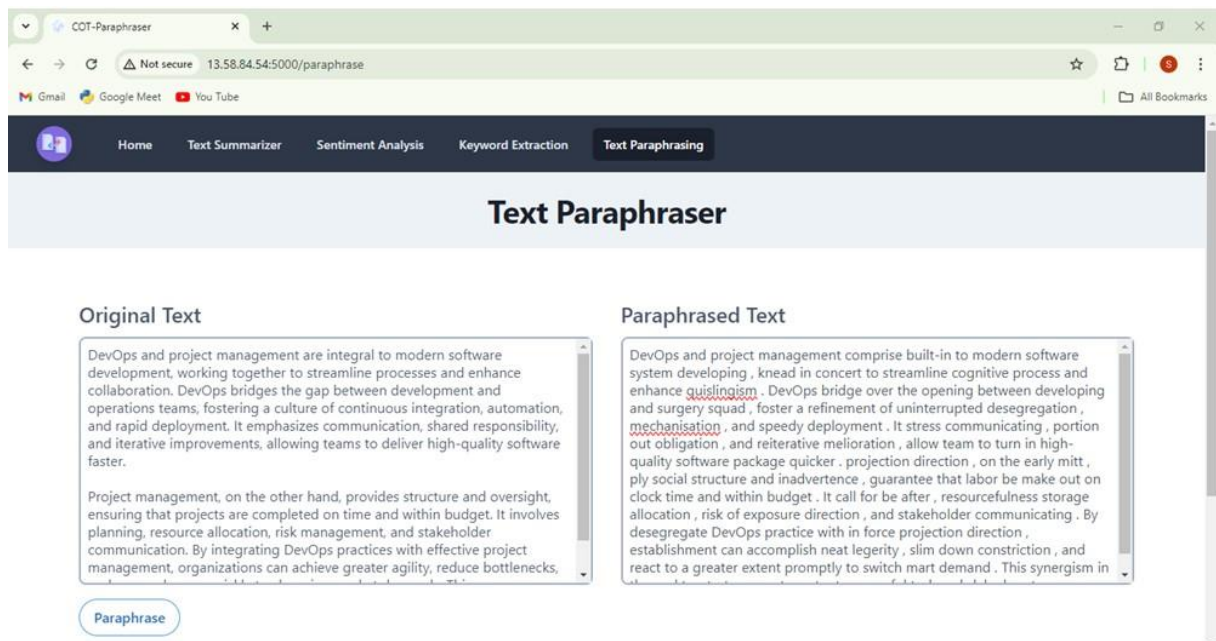 COT-Paraphraser
Not secure 13.58.84.54:5000/paraphrase
S
Gmail Google Meet You Tube All Bookmarks
Home Text Summarizer Sentiment Analysis Keyword Extraction Text Paraphrasing
Text Paraphraser
Original Text
DevOps and project management are integral to modern software
development, working together to streamline processes and enhance
collaboration. DevOps bridges the gap between development and
operations teams, fostering a culture of continuous integration, automation,
and rapid deployment. It emphasizes communication, shared responsibility,
and iterative improvements, allowing teams to deliver high-quality software
faster.
Project management, on the other hand, provides structure and oversight,
ensuring that projects are completed on time and within budget. It involves
planning, resource allocation, risk management, and stakeholder
communication. By integrating DevOps practices with effective project
management, organizations can achieve greater agility, reduce bottlenecks,
Paraphrased Text
DevOps and project management comprise built-in to modern software
system developing , knead in concert to streamline cognitive process and
enhance quislingism . DevOps bridge over the opening between developing
and surgery squad , foster a refinement of uninterrupted desegregation ,
mechanisation , and speedy deployment . It stress communicating , portion
out obligation , and reiterative melioration , allow team to turn in high-
quality software package quicker . projection direction , on the early mitt ,
ply social structure and inadvertence , guarantee that labor be make out on
clock time and within budget . It call for be after , resourcefulness storage
allocation , risk of exposure direction , and stakeholder communicating . By
desegregate DevOps practice with in force projection direction ,
establishment can accomplish neat legerity , slim down constriction , and
react to a greater extent promptly to switch mart demand . This synergism in
Paraphrase